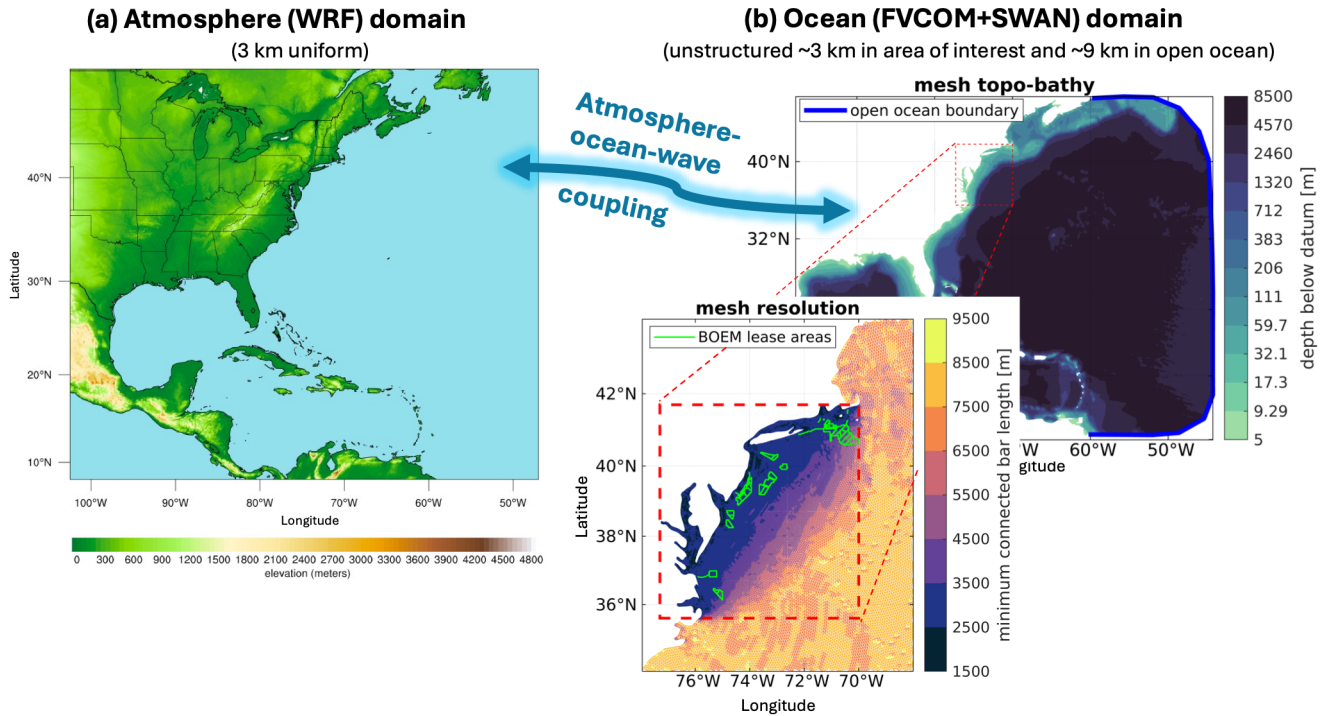 (a) Atmosphere (WRF) domain
(3 km uniform)
40°N
30°N
20°N
10°N
Latitude
100°W 90°W 80°W 70°W 60°W 50°W
Longitude
0 300 600 900 1200 1500 1800 2100 2400 2700 3000 3300 3600 3900 4200 4500 4800
elevation (meters)
Atmosphere-
ocean-wave
coupling
(b) Ocean (FVCOM+SWAN) domain
(unstructured ~3 km in area of interest and ~9 km in open ocean)
mesh topo-bathy
open ocean boundary
40°N
32°N
60°W 50°W
gitude
8500
4570
2460
1320
712
383
206
111
59.7
32.1
17.3
9.29
5
depth below datum [m]
mesh resolution
BOEM lease areas
42°N
40°N
38°N
36°N
Latitude
76°W 74°W 72°W 70°W
Longitude
9500
8500
7500
6500
5500
4500
3500
2500
1500
minimum connected bar length [m]